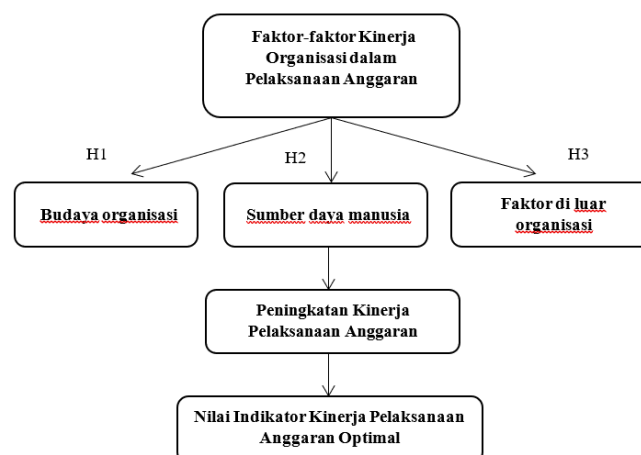 Faktor-faktor Kinerja
Organisasi dalam
Pelaksanaan Anggaran
H1
H2
H3
Budaya organisasi
Sumber daya manusia
Faktor di luar
organisasi
Peningkatan Kinerja
Pelaksanaan Anggaran
Nilai Indikator Kinerja Pelaksanaan
Anggaran Optimal